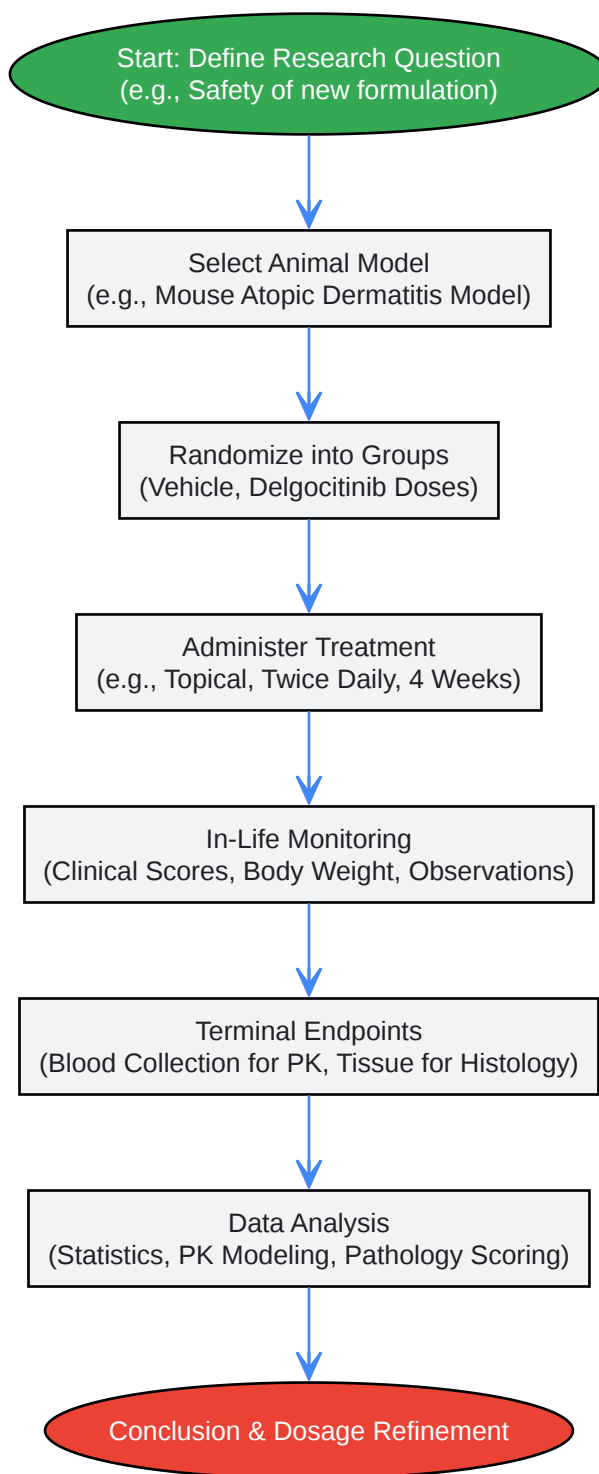 Start: Define Research Question
(e.g., Safety of new formulation)
Select Animal Model
(e.g., Mouse Atopic Dermatitis Model)
Randomize into Groups
(Vehicle, Delgocitinib Doses)
Administer Treatment
(e.g., Topical, Twice Daily, 4 Weeks)
In-Life Monitoring
(Clinical Scores, Body Weight, Observations)
Terminal Endpoints
(Blood Collection for PK, Tissue for Histology)
Data Analysis
(Statistics, PK Modeling, Pathology Scoring)
Conclusion & Dosage Refinement